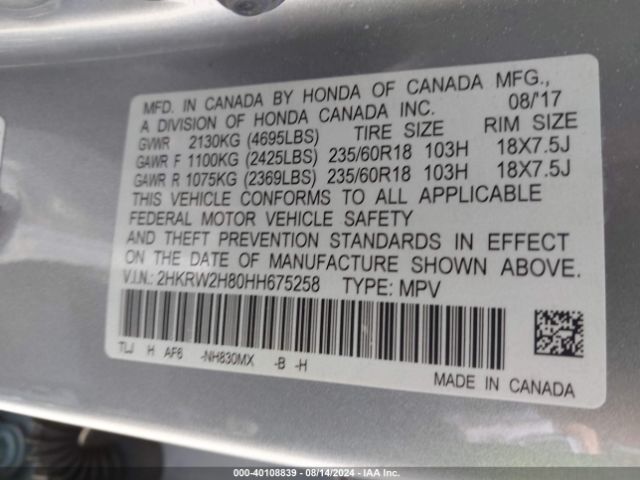 MFD. IN CANADA BY HONDA OF CANADA MFG.,
A DIVISION OF HONDA CANADA INC. 08/'17
GVWR 2130KG (4695LBS) TIRE SIZE RIM SIZE
GAWR F 1100KG (2425LBS) 235/60R18 103H 18X7.5J
GAWR R 1075KG (2369LBS) 235/60R18 103H 18X7.5J
THIS VEHICLE CONFORMS TO ALL APPLICABLE
FEDERAL MOTOR VEHICLE SAFETY
AND THEFT PREVENTION STANDARDS IN EFFECT
ON THE DATE OF MANUFACTURE SHOWN ABOVE.
V.I.N.: 2HKRW2H80HH675258 TYPE: MPV
TLJ H AF6 -NH830MX -B -H
MADE IN CANADA
000-40108839 - 08/14/2024 - IAAI.com